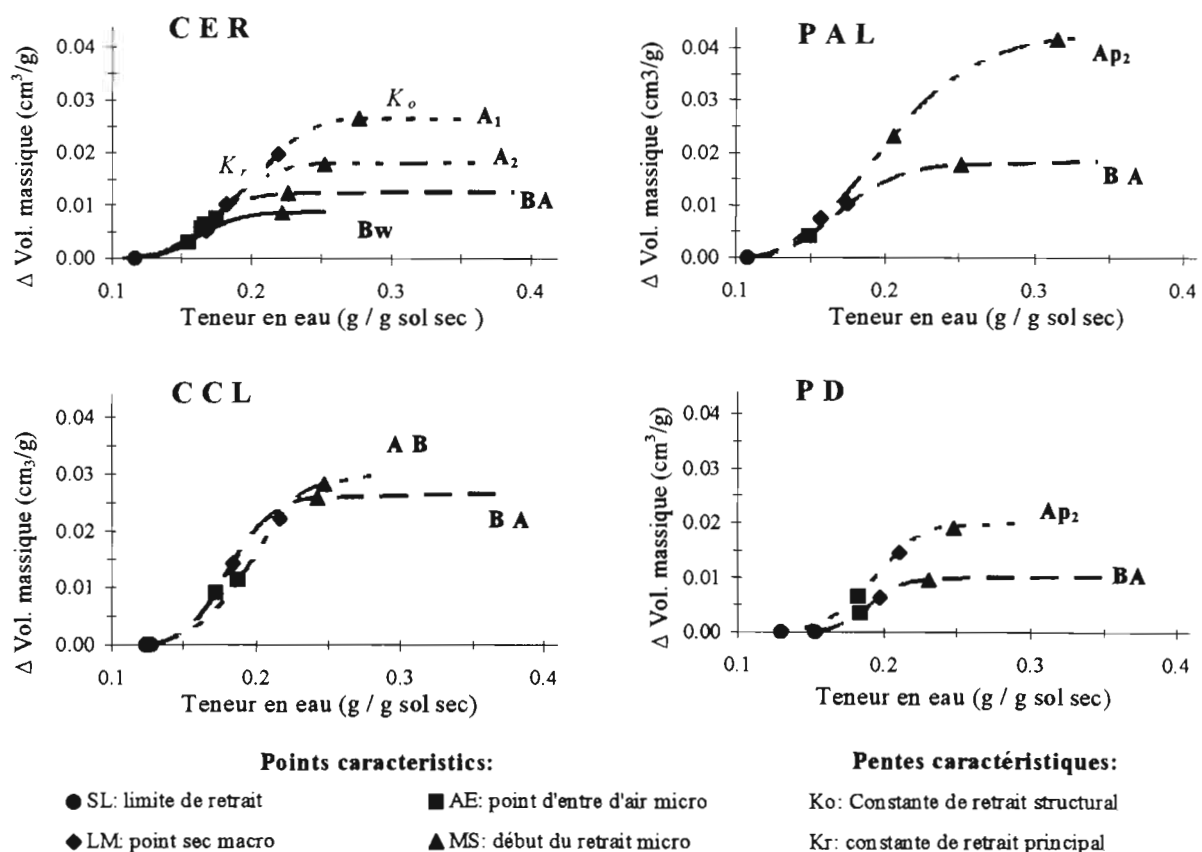 CER
Δ Vol. massique (cm³/g)
0.04
0.03
0.02
0.01
0.00
0.1
0.2
0.3
0.4
Teneur en eau (g / g sol sec )
Ko
Kr
A1
A2
BA
Bw
PAL
Δ Vol. massique (cm3/g)
0.04
0.03
0.02
0.01
0.00
0.1
0.2
0.3
0.4
Teneur en eau (g / g sol sec)
Ap2
B A
CCL
Δ Vol. massique (cm3/g)
0.04
0.03
0.02
0.01
0.00
0.1
0.2
0.3
0.4
Teneur en eau (g / g sol sec)
A B
B A
PD
Δ Vol. massique (cm³/g)
0.04
0.03
0.02
0.01
0.00
0.1
0.2
0.3
0.4
Teneur en eau (g / g sol sec)
Ap2
BA
Points caracteristics:
Pentes caractéristiques:
SL: limite de retrait
AE: point d'entre d'air micro
Ko: Constante de retrait structural
LM: point sec macro
MS: début du retrait micro
Kr: constante de retrait principal